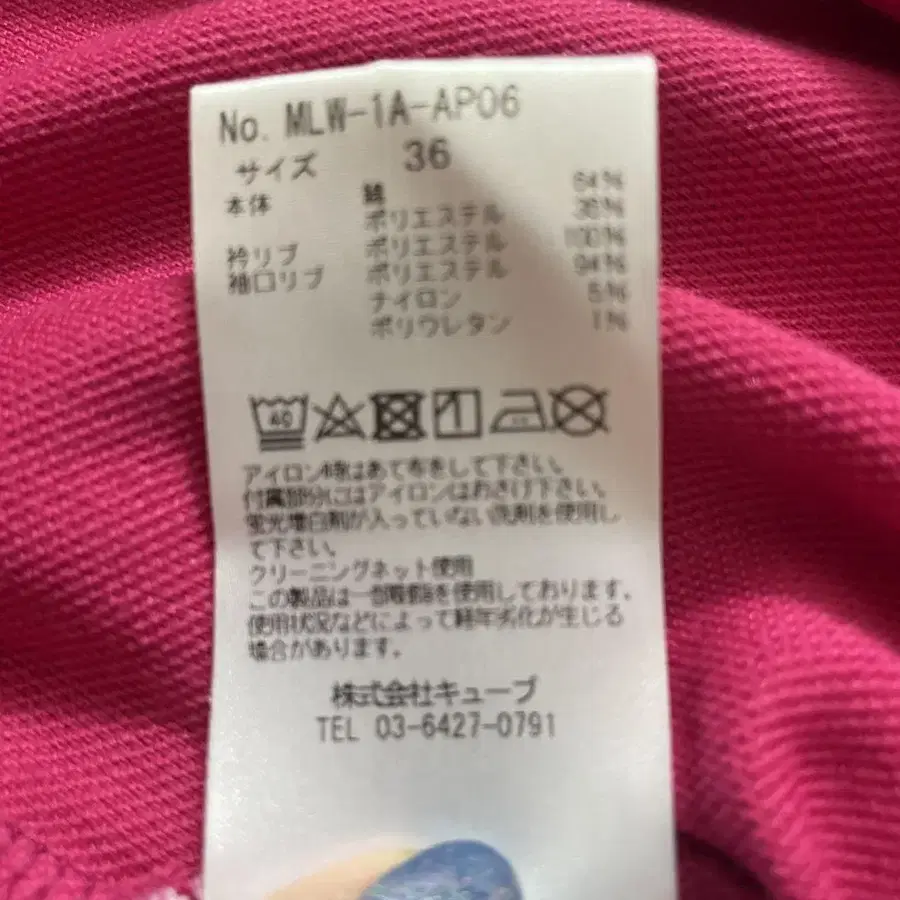 No. MLW-1A-AP06
サイズ 36
本体 綿 64%
ポリエステル 36%
衿リブ ポリエステル 100%
袖口リブ ポリエステル 94%
ナイロン 5%
ポリウレタン 1%
40
アイロン時はあて布をして下さい。
付属部分にはアイロンはおさけ下さい。
蛍光増白剤が入っていない洗剤を使用し
て下さい。
クリーニングネット使用
この製品は一部樹脂を使用しております。
使用状況などによって経年劣化が生じる
場合があります。
株式会社キューブ
TEL 03-6427-0791